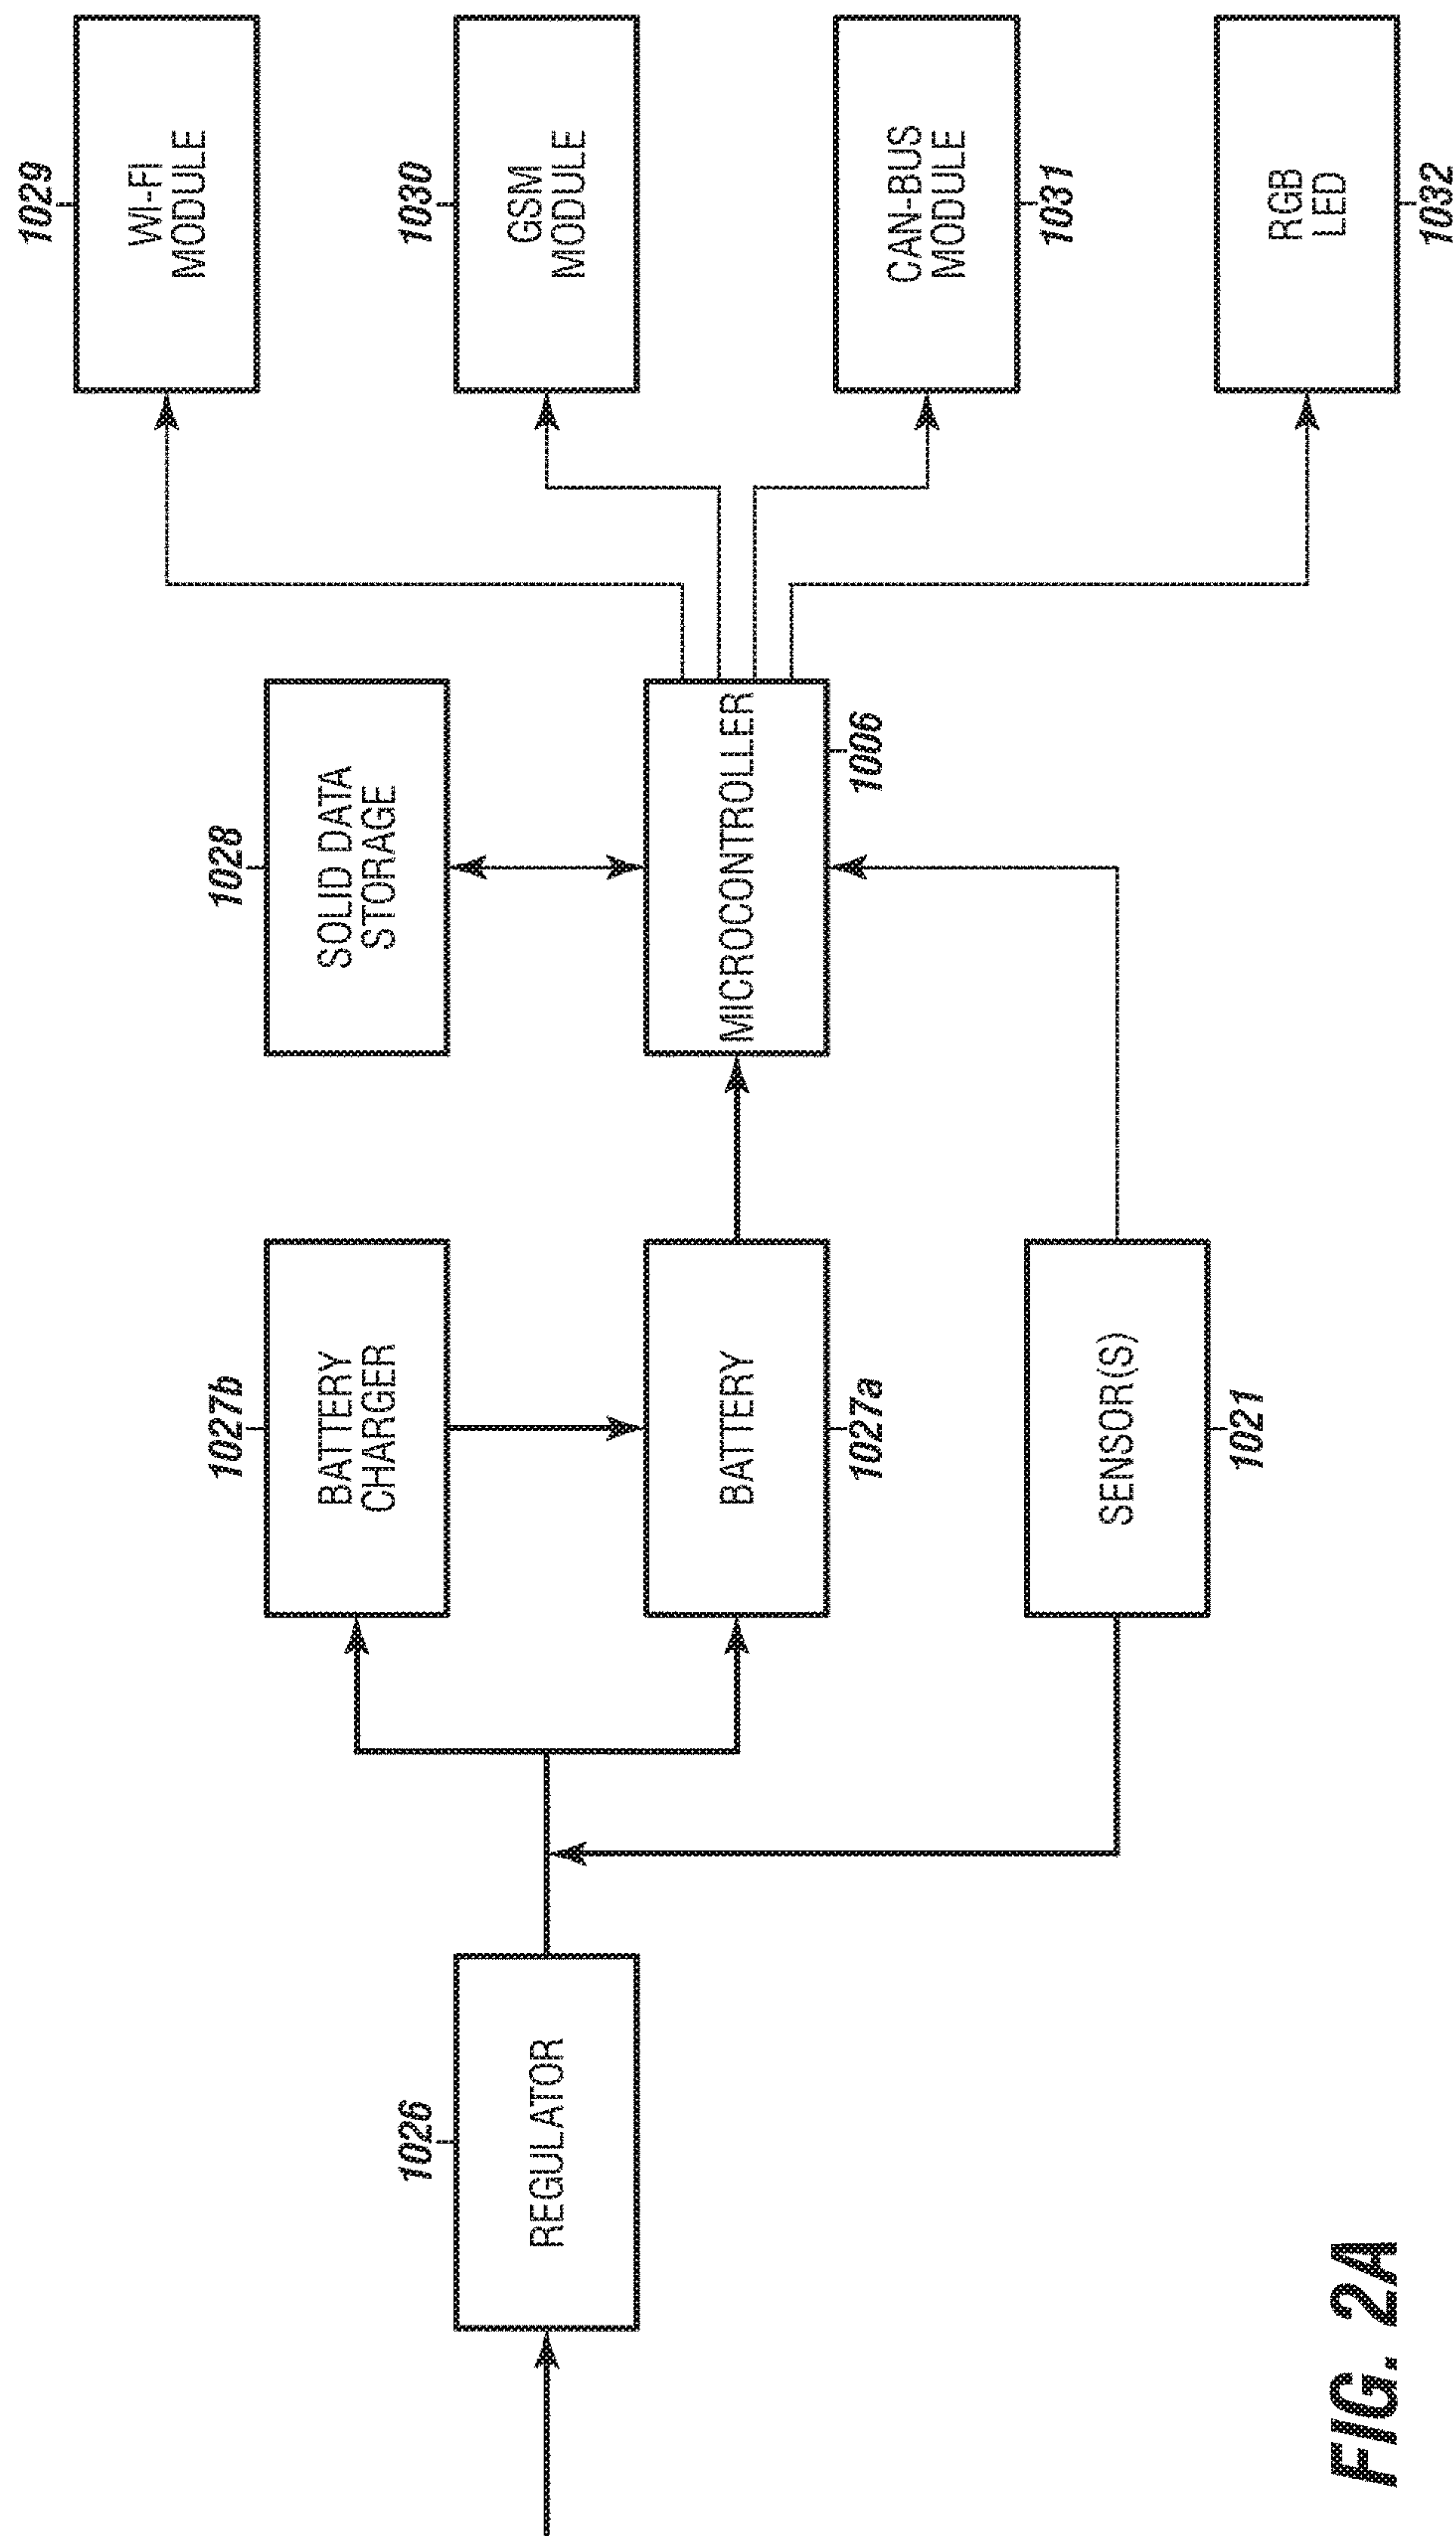 1029
WI-FI
MODULE
1030
GSM
MODULE
CAN-BUS
MODULE
1031
RGB
LED
1032
1028
SOLID DATA
STORAGE
MICROCONTROLLER
1006
1027b
BATTERY
CHARGER
BATTERY
1027a
SENSOR(S)
1021
1026
REGULATOR
FIG. 2A